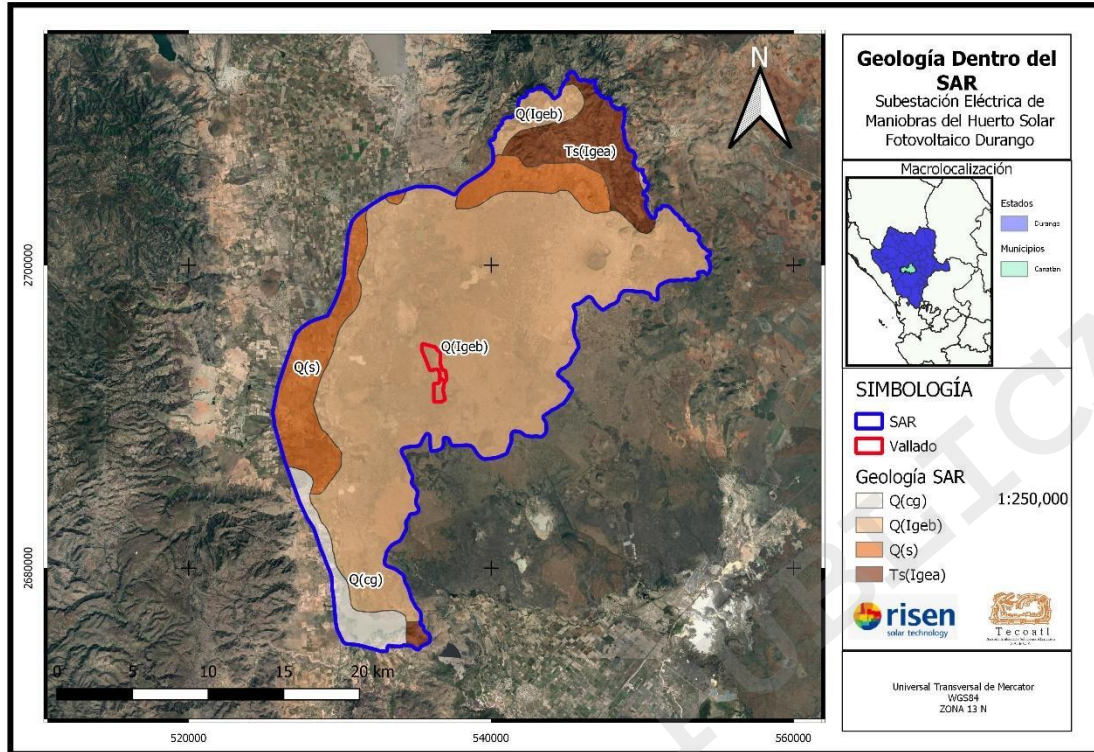 Geología Dentro del
SAR
Subestación Eléctrica de
Maniobras del Huerto Solar
Fotovoltaico Durango
Macrolocalización
Estados
Durango
Municipios
Canatlan
SIMBOLOGÍA
SAR
Vallado
Geología SAR
1:250,000
Q(cg)
Q(Igeb)
Q(s)
Ts(Igea)
risen
solar technology
Tecoatl
Universal Transversal de Mercator
WGS84
ZONA 13 N
N
Q(Igeb)
Ts(Igea)
Q(Igeb)
Q(s)
Q(cg)
0 5 10 15 20 km
2700000
2680000
520000 540000 560000